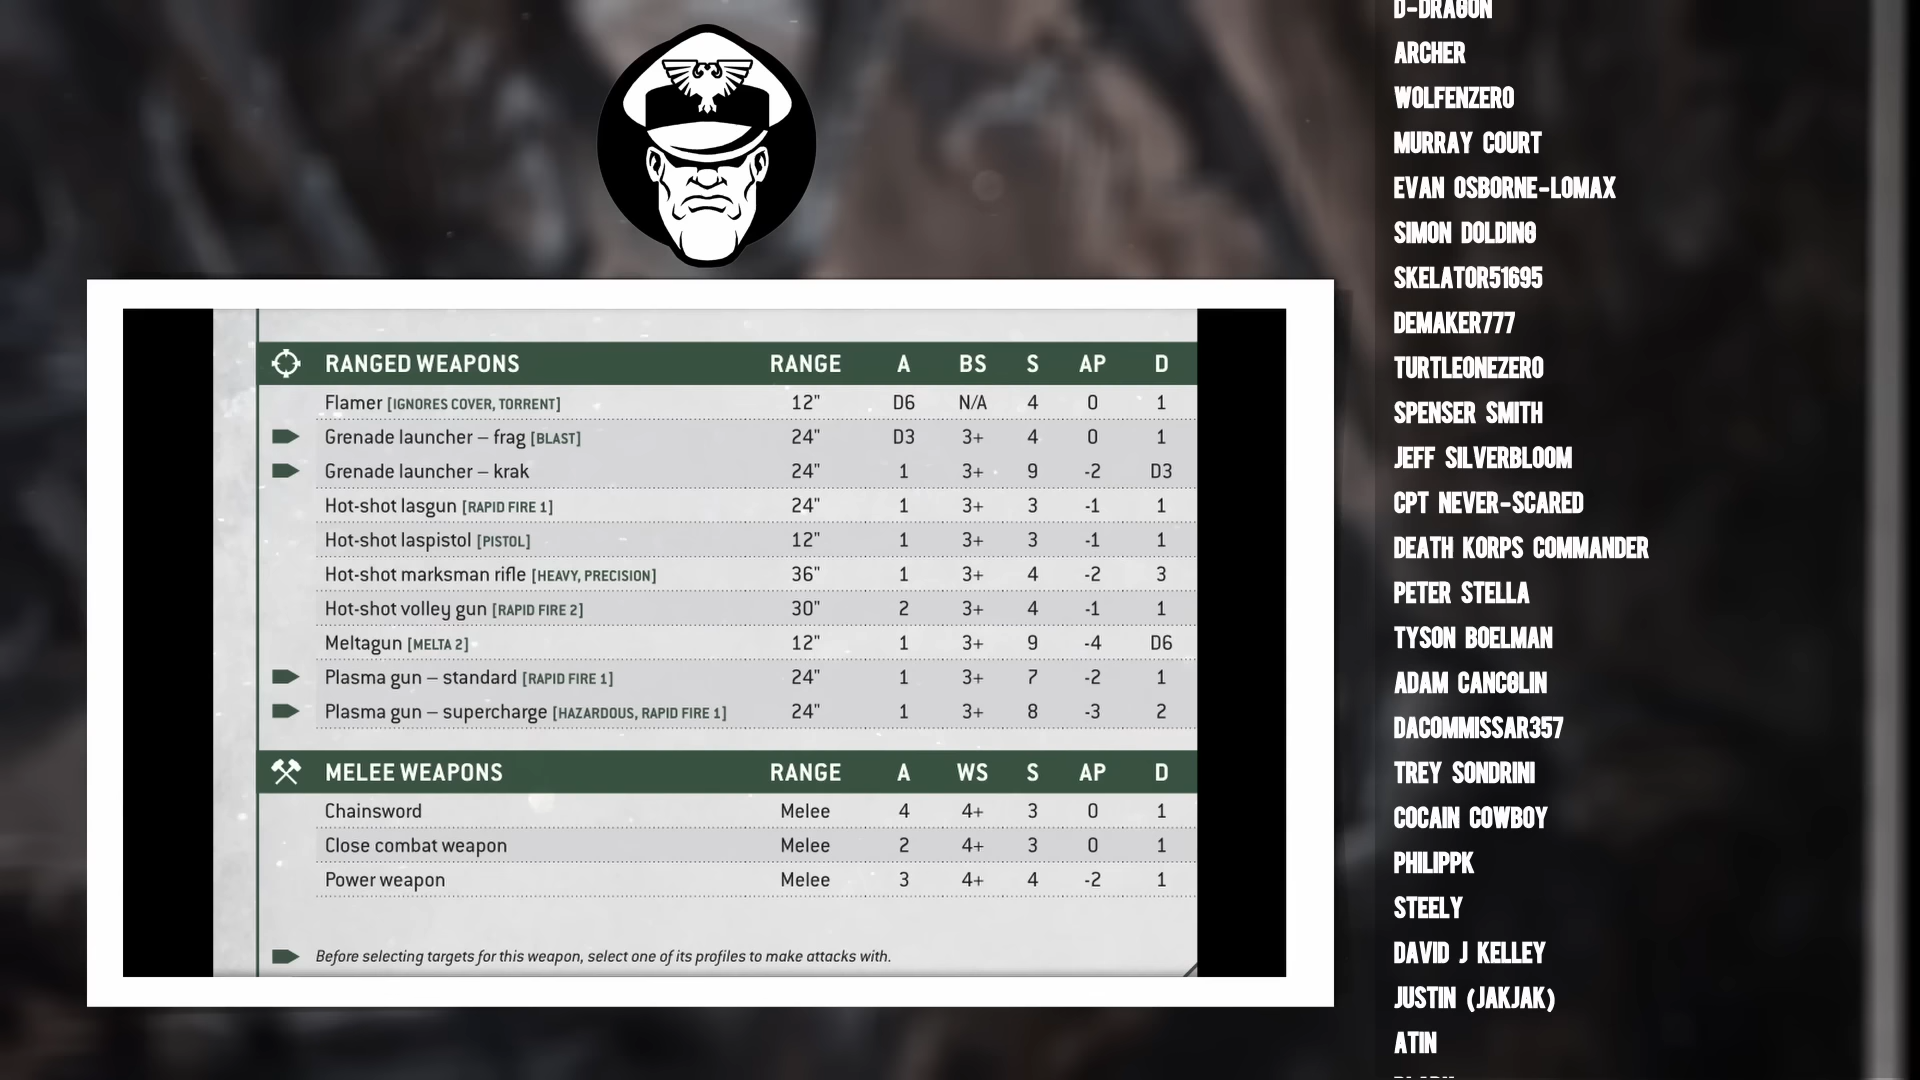 RANGED WEAPONS RANGE A BS S AP D
Flamer [IGNORES COVER, TORRENT] 12" D6 N/A 4 0 1
Grenade launcher – frag [BLAST] 24" D3 3+ 4 0 1
Grenade launcher – krak 24" 1 3+ 9 -2 D3
Hot-shot lasgun [RAPID FIRE 1] 24" 1 3+ 3 -1 1
Hot-shot laspistol [PISTOL] 12" 1 3+ 3 -1 1
Hot-shot marksman rifle [HEAVY, PRECISION] 36" 1 3+ 4 -2 3
Hot-shot volley gun [RAPID FIRE 2] 30" 2 3+ 4 -1 1
Meltagun [MELTA 2] 12" 1 3+ 9 -4 D6
Plasma gun – standard [RAPID FIRE 1] 24" 1 3+ 7 -2 1
Plasma gun – supercharge [HAZARDOUS, RAPID FIRE 1] 24" 1 3+ 8 -3 2
MELEE WEAPONS RANGE A WS S AP D
Chainsword Melee 4 4+ 3 0 1
Close combat weapon Melee 2 4+ 3 0 1
Power weapon Melee 3 4+ 4 -2 1
Before selecting targets for this weapon, select one of its profiles to make attacks with.
D-DRAGON
ARCHER
WOLFENZERO
MURRAY COURT
EVAN OSBORNE-LOMAX
SIMON DOLDING
SKELATOR51695
DEMAKER777
TURTLEONEZERO
SPENSER SMITH
JEFF SILVERBLOOM
CPT NEVER-SCARED
DEATH KORPS COMMANDER
PETER STELLA
TYSON BOELMAN
ADAM CANGLIN
DACOMMISSAR357
TREY SONDRINI
COCAIN COWBOY
PHILIPPK
STEELY
DAVID J KELLEY
JUSTIN (JAKJAK)
ATIN